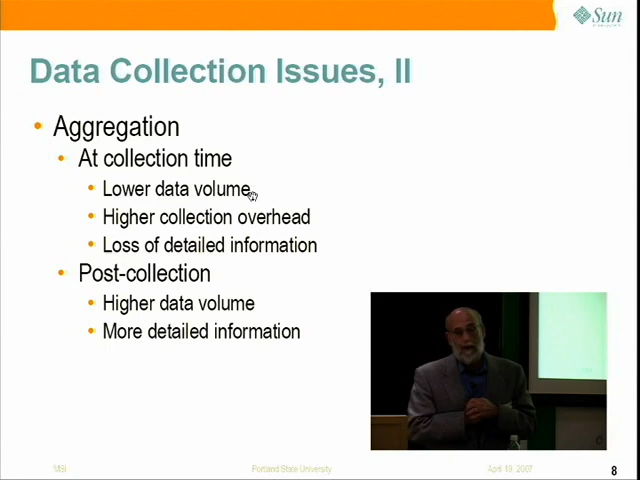 Sun
Data Collection Issues, II
• Aggregation
• At collection time
• Lower data volume
• Higher collection overhead
• Loss of detailed information
• Post-collection
• Higher data volume
• More detailed information
Portland State University
April 19, 2007
8